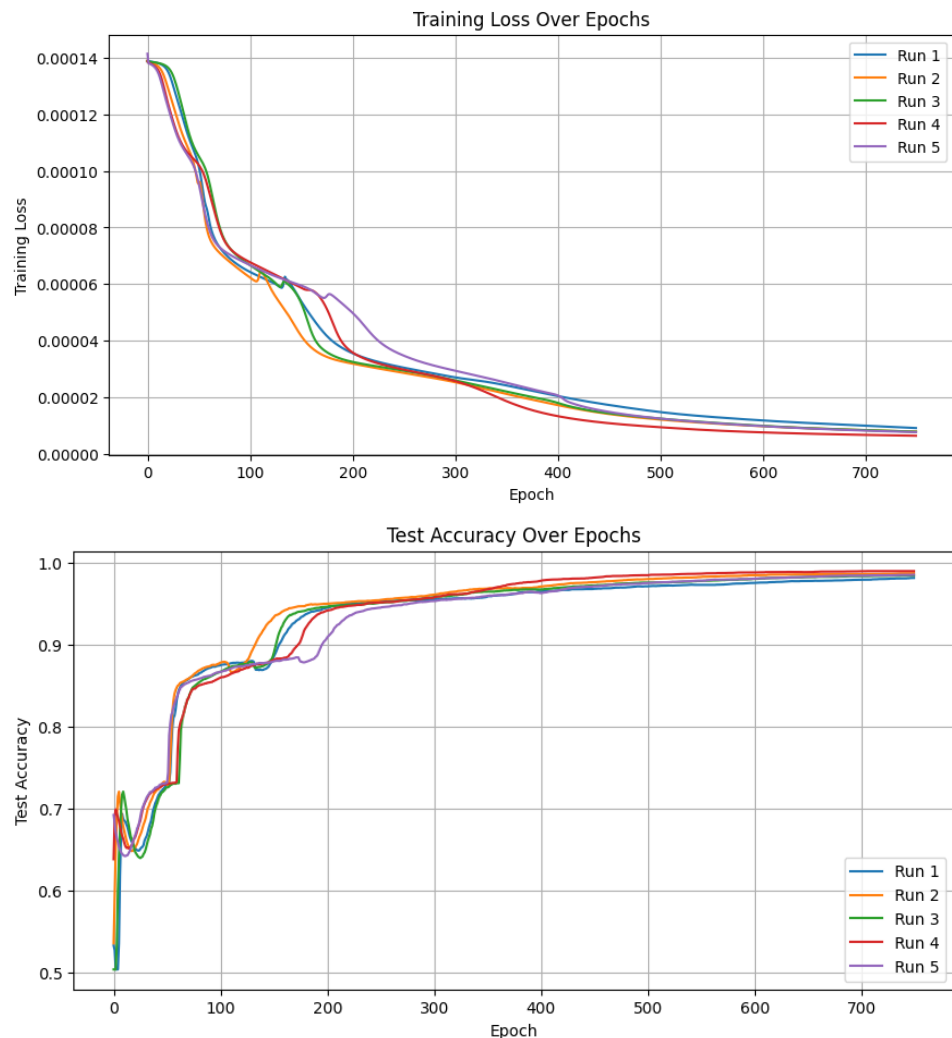 Training Loss Over Epochs
Training Loss
0.00014
0.00012
0.00010
0.00008
0.00006
0.00004
0.00002
0.00000
Run 1
Run 2
Run 3
Run 4
Run 5
0 100 200 300 400 500 600 700
Epoch
Test Accuracy Over Epochs
Test Accuracy
1.0
0.9
0.8
0.7
0.6
0.5
Run 1
Run 2
Run 3
Run 4
Run 5
0 100 200 300 400 500 600 700
Epoch